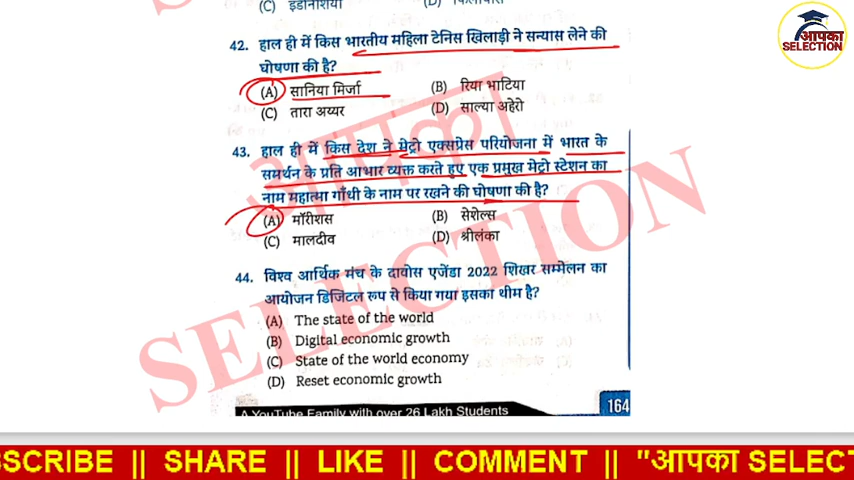 (C) इंडोनेशिया (D) फिलीपींस
42. हाल ही में किस भारतीय महिला टेनिस खिलाड़ी ने सन्यास लेने की
घोषणा की है?
(A) सानिया मिर्जा (B) रिया भाटिया
(C) तारा अय्यर (D) साल्या अहेरो
43. हाल ही में किस देश ने मेट्रो एक्सप्रेस परियोजना में भारत के
समर्थन के प्रति आभार व्यक्त करते हुए एक प्रमुख मेट्रो स्टेशन का
नाम महात्मा गाँधी के नाम पर रखने की घोषणा की है?
(A) मॉरीशस (B) सेशेल्स
(C) मालदीव (D) श्रीलंका
44. विश्व आर्थिक मंच के दावोस एजेंडा 2022 शिखर सम्मेलन का
आयोजन डिजिटल रूप से किया गया इसका थीम है?
(A) The state of the world
(B) Digital economic growth
(C) State of the world economy
(D) Reset economic growth
A YouTube Family with over 26 Lakh Students 164
आपका
SELECTION
आपका
SELECTION
SCRIBE || SHARE || LIKE || COMMENT || "आपका SELECT